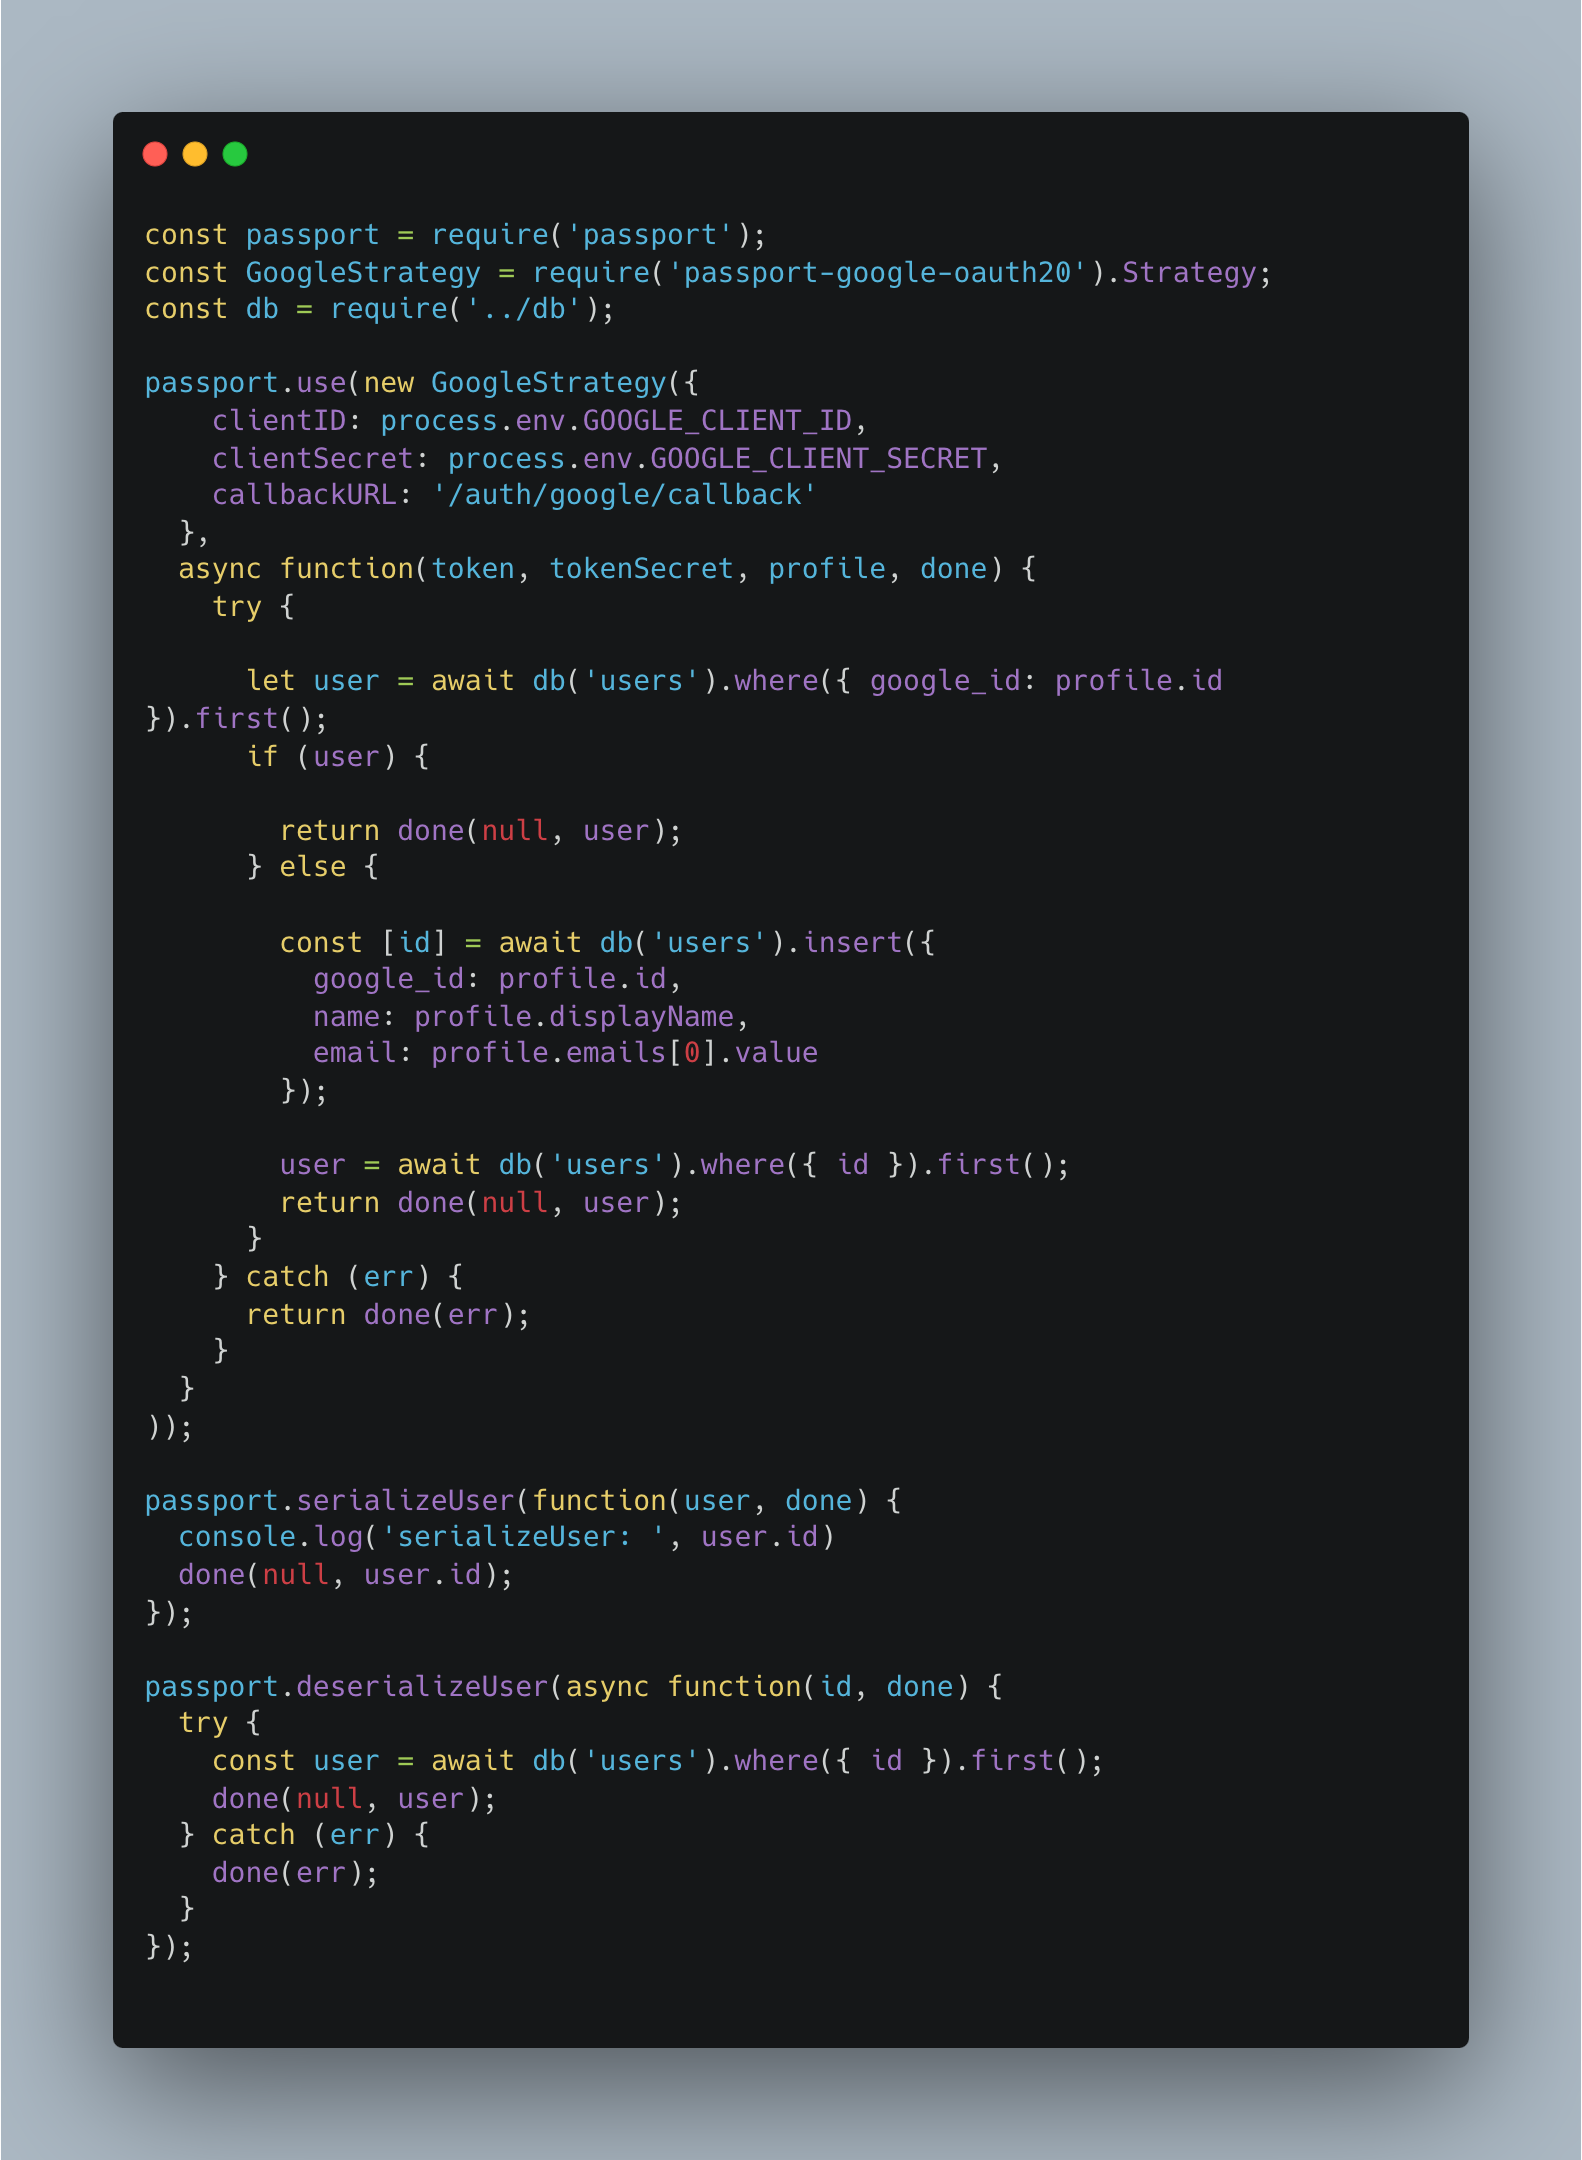 const passport = require('passport');
const GoogleStrategy = require('passport-google-oauth20').Strategy;
const db = require('../db');

passport.use(new GoogleStrategy({
    clientID: process.env.GOOGLE_CLIENT_ID,
    clientSecret: process.env.GOOGLE_CLIENT_SECRET,
    callbackURL: '/auth/google/callback'
  },
  async function(token, tokenSecret, profile, done) {
    try {

      let user = await db('users').where({ google_id: profile.id
}).first();
      if (user) {

        return done(null, user);
      } else {

        const [id] = await db('users').insert({
          google_id: profile.id,
          name: profile.displayName,
          email: profile.emails[0].value
        });

        user = await db('users').where({ id }).first();
        return done(null, user);
      }
    } catch (err) {
      return done(err);
    }
  }
));

passport.serializeUser(function(user, done) {
  console.log('serializeUser: ', user.id)
  done(null, user.id);
});

passport.deserializeUser(async function(id, done) {
  try {
    const user = await db('users').where({ id }).first();
    done(null, user);
  } catch (err) {
    done(err);
  }
});